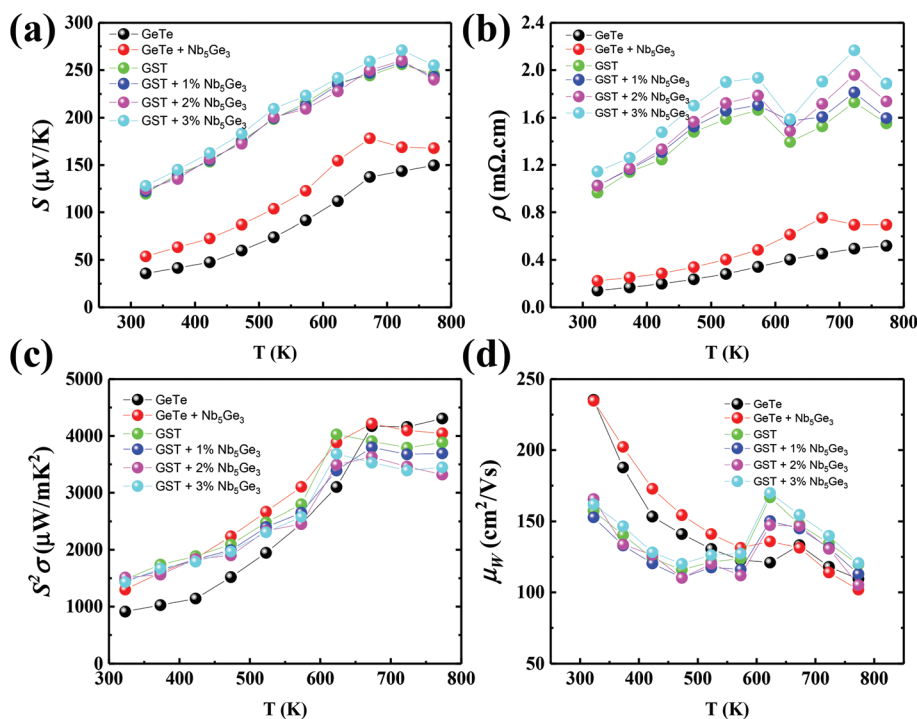 (a)
300
250
200
150
100
50
0
S (μV/K)
GeTe
GeTe + Nb₅Ge₃
GST
GST + 1% Nb₅Ge₃
GST + 2% Nb₅Ge₃
GST + 3% Nb₅Ge₃
300 400 500 600 700 800
T (K)
(b)
2.4
2.0
1.6
1.2
0.8
0.4
0.0
ρ (mΩ.cm)
GeTe
GeTe + Nb₅Ge₃
GST
GST + 1% Nb₅Ge₃
GST + 2% Nb₅Ge₃
GST + 3% Nb₅Ge₃
300 400 500 600 700 800
T (K)
(c)
5000
4000
3000
2000
1000
0
S²σ (μW/mK²)
GeTe
GeTe + Nb₅Ge₃
GST
GST + 1% Nb₅Ge₃
GST + 2% Nb₅Ge₃
GST + 3% Nb₅Ge₃
300 400 500 600 700 800
T (K)
(d)
250
200
150
100
50
μ_W (cm²/Vs)
GeTe
GeTe + Nb₅Ge₃
GST
GST + 1% Nb₅Ge₃
GST + 2% Nb₅Ge₃
GST + 3% Nb₅Ge₃
300 400 500 600 700 800
T (K)